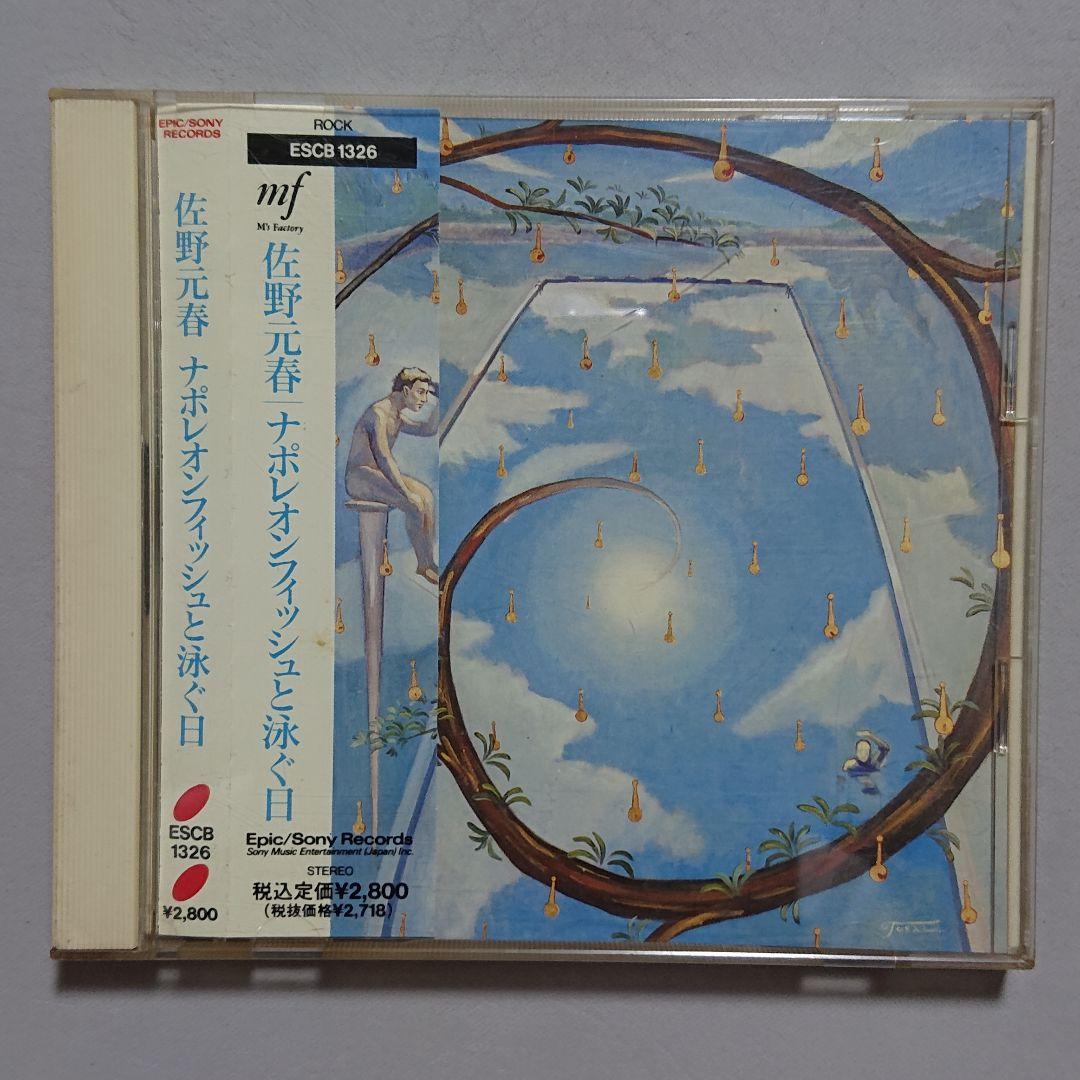 EPIC/SONY
RECORDS
佐野元春 ナポレオンフィッシュと泳ぐ日
ESCB
1326
¥2,800
ROCK
ESCB 1326
mf
M's Factory
佐野元春|ナポレオンフィッシュと泳ぐ日
Epic/Sony Records
Sony Music Entertainment (Japan) Inc.
STEREO
税込定価¥2,800
(税抜価格¥2,718)